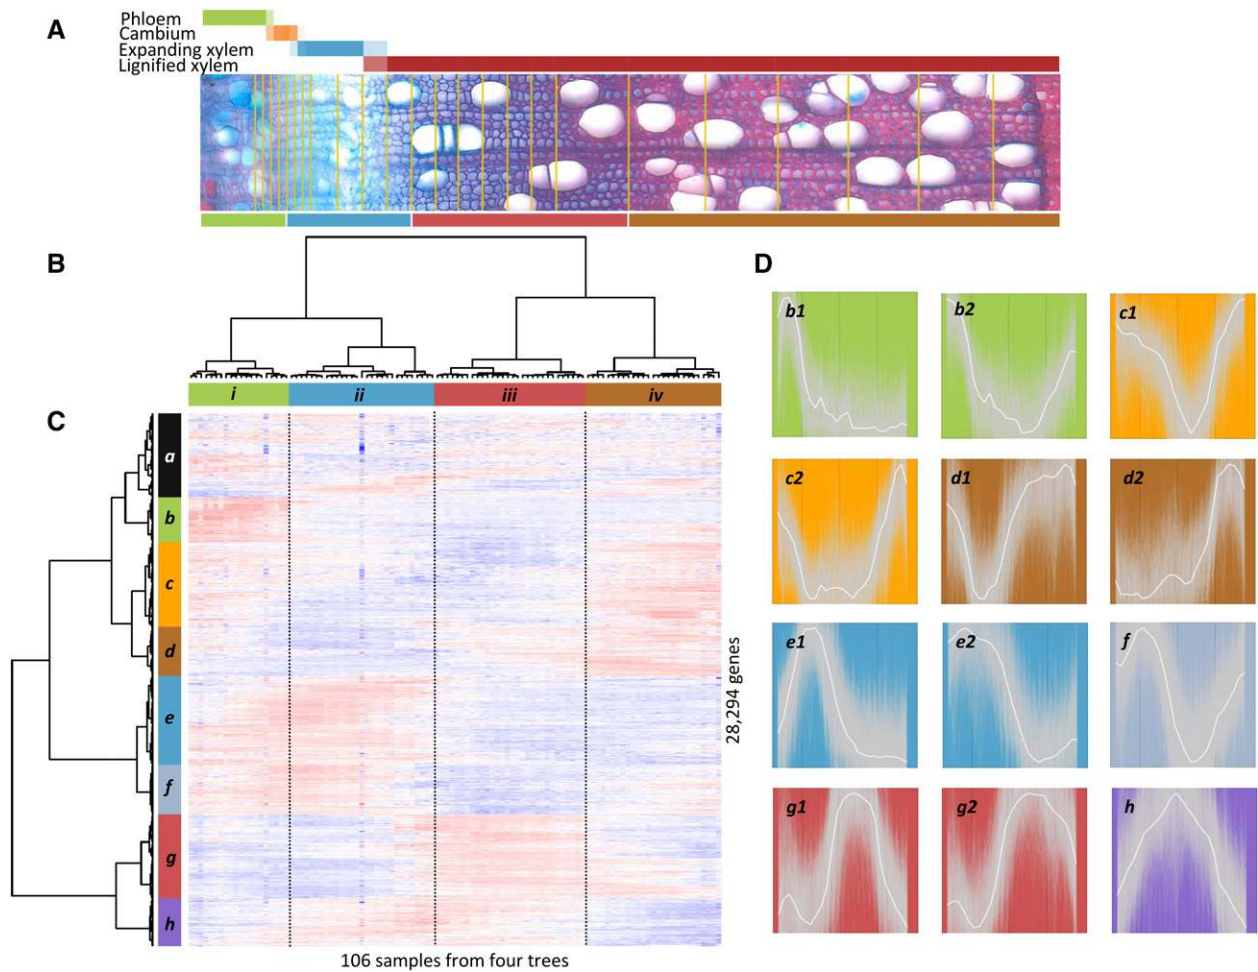 A
Phloem
Cambium
Expanding xylem
Lignified xylem
B
i
ii
iii
iv
C
a
b
c
d
e
f
g
h
28,294 genes
106 samples from four trees
D
b1
b2
c1
c2
d1
d2
e1
e2
f
g1
g2
h